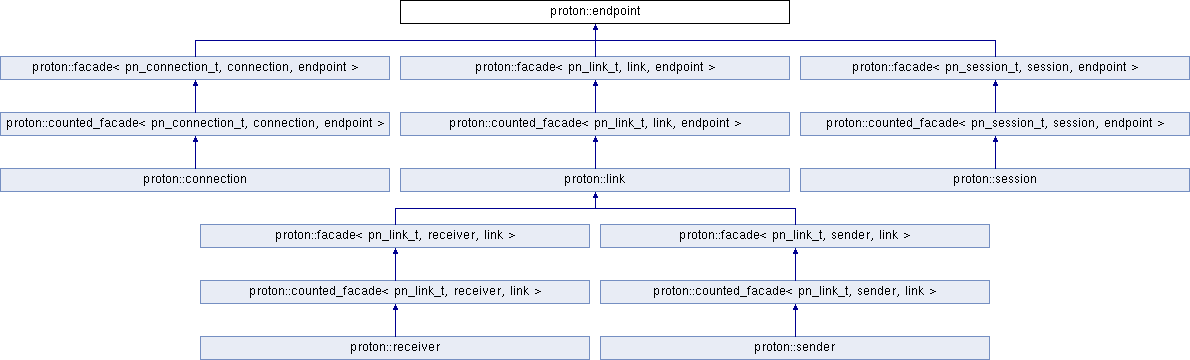 proton::endpoint
proton::facade< pn_connection_t, connection, endpoint >
proton::facade< pn_link_t, link, endpoint >
proton::facade< pn_session_t, session, endpoint >
proton::counted_facade< pn_connection_t, connection, endpoint >
proton::counted_facade< pn_link_t, link, endpoint >
proton::counted_facade< pn_session_t, session, endpoint >
proton::connection
proton::link
proton::session
proton::facade< pn_link_t, receiver, link >
proton::facade< pn_link_t, sender, link >
proton::counted_facade< pn_link_t, receiver, link >
proton::counted_facade< pn_link_t, sender, link >
proton::receiver
proton::sender